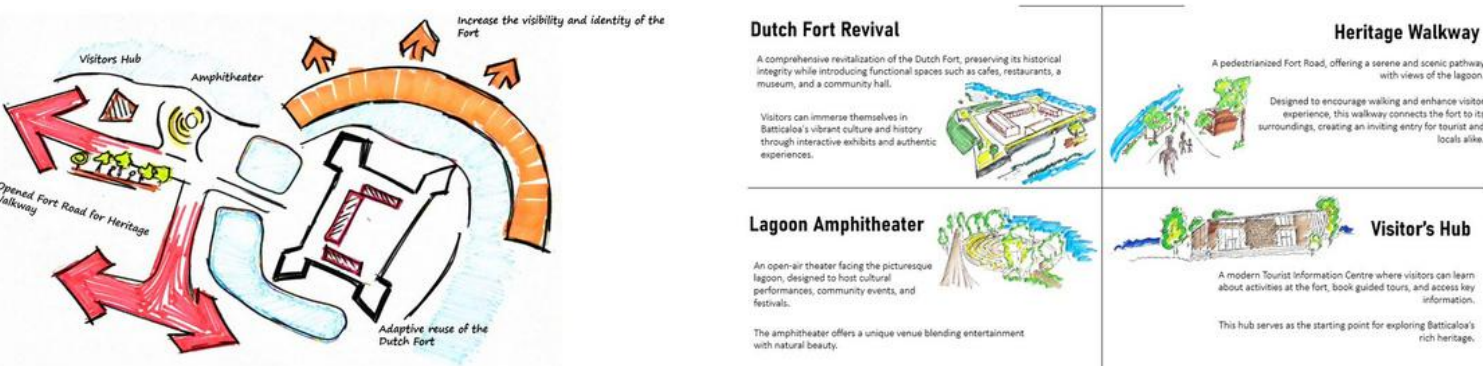 Increase the visibility and identity of the
Fort
Visitors Hub
Amphitheater
Opened Fort Road for Heritage
Walkway
Adaptive reuse of the
Dutch Fort
Dutch Fort Revival
A comprehensive revitalization of the Dutch Fort, preserving its historical
integrity while introducing functional spaces such as cafes, restaurants, a
museum, and a community hall.
Visitors can immerse themselves in
Batticaloa's vibrant culture and history
through interactive exhibits and authentic
experiences.
Heritage Walkway
A pedestrianized Fort Road, offering a serene and scenic pathway
with views of the lagoon.
Designed to encourage walking and enhance visitor
experience, this walkway connects the fort to its
surroundings, creating an inviting entry for tourist and
locals alike.
Lagoon Amphitheater
An open-air theater facing the picturesque
lagoon, designed to host cultural
performances, community events, and
festivals.
The amphitheater offers a unique venue blending entertainment
with natural beauty.
Visitor's Hub
A modern Tourist Information Centre where visitors can learn
about activities at the fort, book guided tours, and access key
information.
This hub serves as the starting point for exploring Batticaloa's
rich heritage.